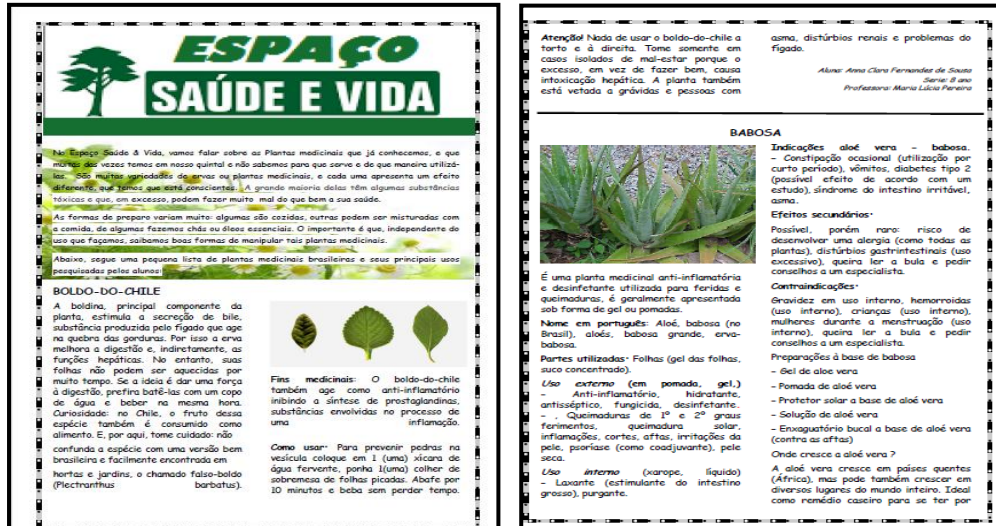 ESPAÇO
SAÚDE E VIDA
No Espaço Saúde & Vida, vamos falar sobre as Plantas medicinais que já conhecemos, e que
muitas das vezes temos em nosso quintal e não sabemos para que serve e de que maneira utilizá-
las. São muitas variedades de ervas ou plantas medicinais, e cada uma apresenta um efeito
diferente, que temos que está conscientes. A grande maioria delas têm algumas substâncias
tóxicas e que, em excesso, podem fazer muito mal do que bem a sua saúde.
As formas de preparo variam muito: algumas são cozidas, outras podem ser misturadas com
a comida, de algumas fazemos chás ou óleos essenciais. O importante é que, independente do
uso que façamos, saibamos boas formas de manipular tais plantas medicinais.
Abaixo, segue uma pequena lista de plantas medicinais brasileiras e seus principais usos
pesquisadas pelos alunos:
BOLDO-DO-CHILE
A boldina, principal componente da
planta, estimula a secreção de bile,
substância produzida pelo fígado que age
na quebra das gorduras. Por isso a erva
melhora a digestão e, indiretamente, as
funções hepáticas. No entanto, suas
folhas não podem ser aquecidas por
muito tempo. Se a ideia é dar uma força
à digestão, prefira batê-las com um copo
de água e beber na mesma hora.
Curiosidade: no Chile, o fruto dessa
espécie também é consumido como
alimento. E, por aqui, tome cuidado: não
confunda a espécie com uma versão bem
brasileira e facilmente encontrada em
hortas e jardins, o chamado falso-boldo
(Plectranthus barbatus).
Fins medicinais: O boldo-do-chile
também age como anti-inflamatório
inibindo a síntese de prostaglandinas,
substâncias envolvidas no processo de
uma inflamação.
Como usar: Para prevenir pedras na
vesícula coloque em 1 (uma) xícara de
água fervente, ponha 1(uma) colher de
sobremesa de folhas picadas. Abafe por
10 minutos e beba sem perder tempo.
Atenção! Nada de usar o boldo-do-chile a
torto e à direita. Tome somente em
casos isolados de mal-estar porque o
excesso, em vez de fazer bem, causa
intoxicação hepática. A planta também
está vetada a grávidas e pessoas com
asma, distúrbios renais e problemas do
fígado.
Aluna: Anna Clara Fernandes de Sousa
Serie: 8 ano
Professora: Maria Lúcia Pereira
BABOSA
É uma planta medicinal anti-inflamatória
e desinfetante utilizada para feridas e
queimaduras, é geralmente apresentada
sob forma de gel ou pomadas.
Nome em português: Aloé, babosa (no
Brasil), aloés, babosa grande, erva-
babosa.
Partes utilizadas: Folhas (gel das folhas,
suco concentrado).
Uso externo (em pomada, gel,)
- Anti-inflamatório, hidratante,
antisséptico, fungicida, desinfetante.
- , Queimaduras de 1º e 2º graus
ferimentos, queimadura solar,
inflamações, cortes, aftas, irritações da
pele, psoríase (como coadjuvante), pele
seca.
Uso interno (xarope, líquido)
- Laxante (estimulante do intestino
grosso), purgante.
Indicações aloé vera - babosa.
- Constipação ocasional (utilização por
curto período), vômitos, diabetes tipo 2
(possível efeito de acordo com um
estudo), síndrome do intestino irritável,
asma.
Efeitos secundários:
Possível, porém raro: risco de
desenvolver uma alergia (como todas as
plantas), distúrbios gastrintestinais (uso
excessivo), queira ler a bula e pedir
conselhos a um especialista.
Contraindicações:
Gravidez em uso interno, hemorroidas
(uso interno), crianças (uso interno),
mulheres durante a menstruação (uso
interno), queira ler a bula e pedir
conselhos a um especialista.
Preparações à base de babosa
- Gel de aloe vera
- Pomada de aloé vera
- Protetor solar a base de aloé vera
- Solução de aloé vera
- Enxaguatório bucal a base de aloé vera
(contra as aftas)
Onde cresce a aloé vera ?
A aloé vera cresce em países quentes
(África), mas pode também crescer em
diversos lugares do mundo inteiro. Ideal
como remédio caseiro para se ter por